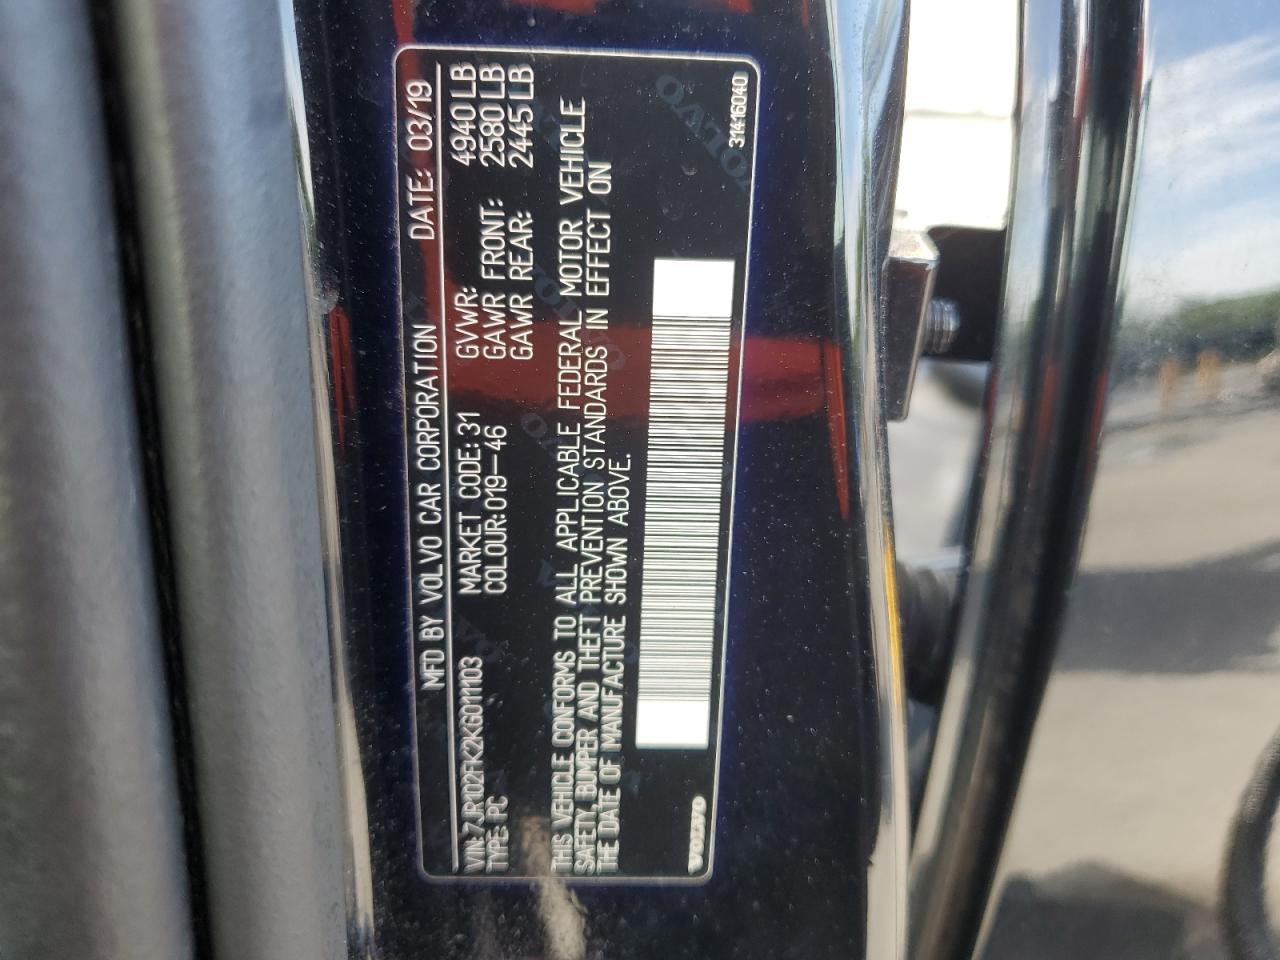 MFD BY VOLVO CAR CORPORATION DATE: 03/19
VIN: 7JR102FK2KG011103 MARKET CODE: 31 GVWR: 4940 LB
TYPE: PC COLOUR: 019-46 GAWR FRONT: 2580 LB
GAWR REAR: 2445 LB
THIS VEHICLE CONFORMS TO ALL APPLICABLE FEDERAL MOTOR VEHICLE
SAFETY, BUMPER AND THEFT PREVENTION STANDARDS IN EFFECT ON
THE DATE OF MANUFACTURE SHOWN ABOVE.
VOLVO 31416040